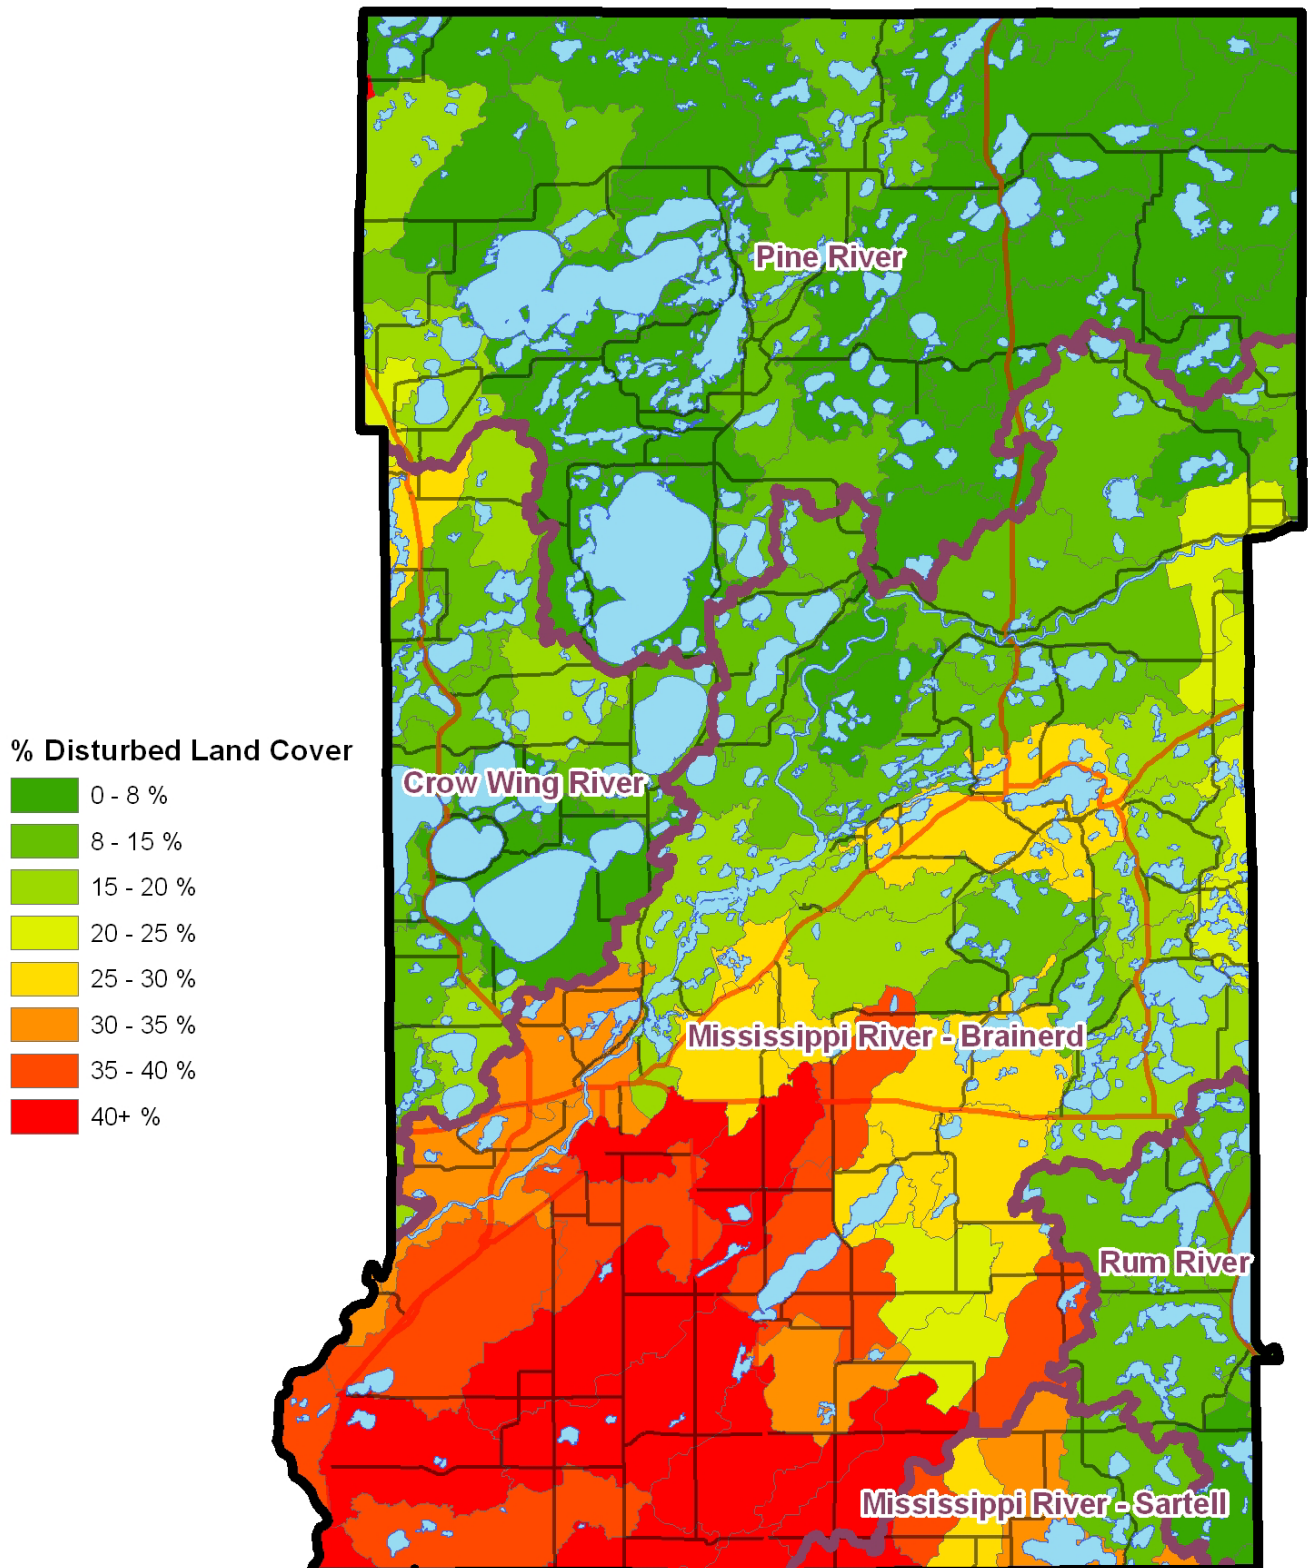 Pine River
% Disturbed Land Cover
0 - 8 %
8 - 15 %
15 - 20 %
20 - 25 %
25 - 30 %
30 - 35 %
35 - 40 %
40+ %
Crow Wing River
Mississippi River - Brainerd
Rum River
Mississippi River - Sartell